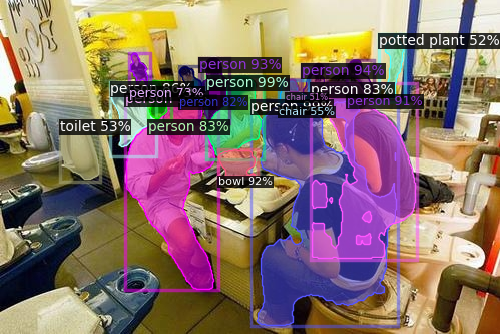 potted plant 52%
person 93%
person 94%
person 99%
person 73%
person 83%
person 82%
chair 51%
person 91%
chair 55%
toilet 53%
person 83%
bowl 92%